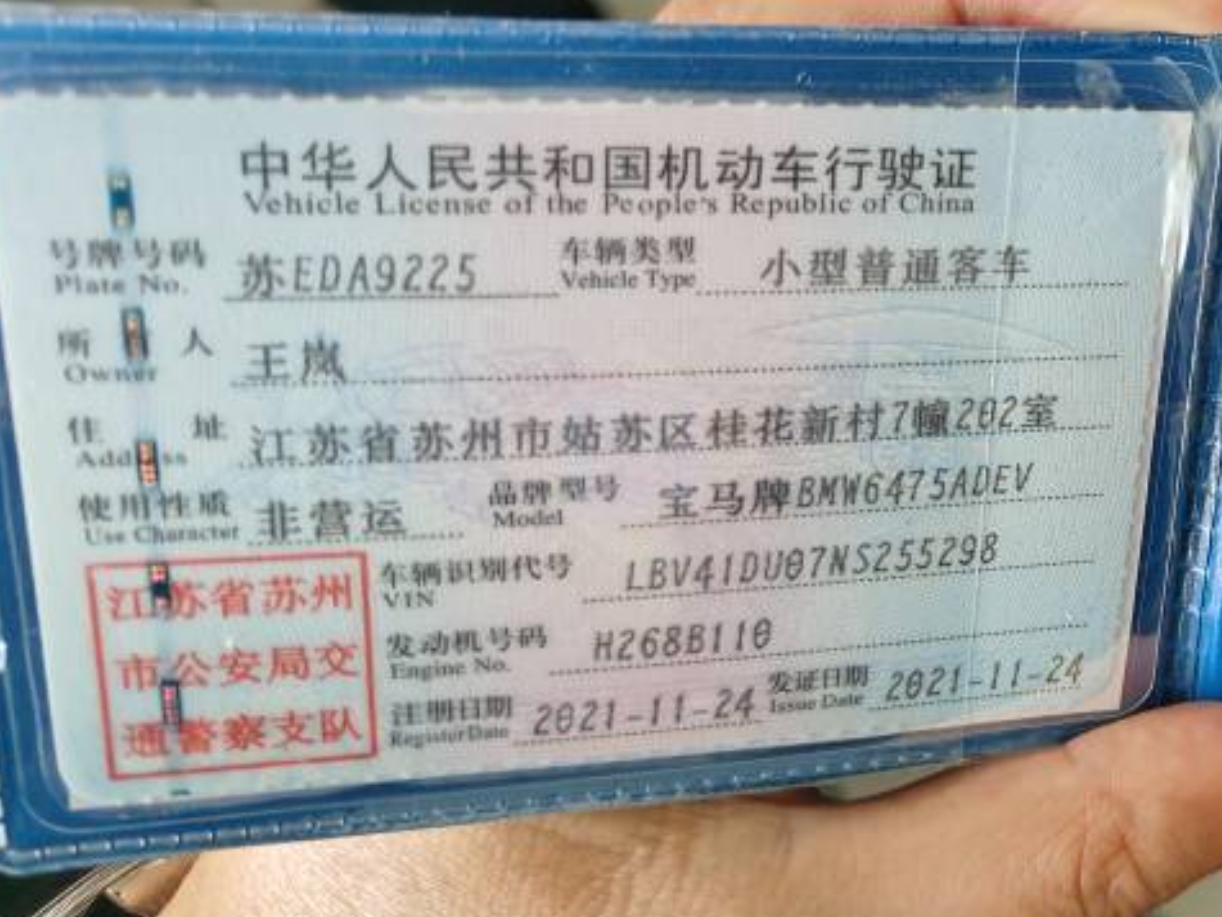 中华人民共和国机动车行驶证
Vehicle License of the People's Republic of China
号牌号码 苏EDA9225 车辆类型 小型普通客车
Plate No. Vehicle Type
所 人 王岚
Owner
住 址 江苏省苏州市姑苏区桂花新村7幢202室
Address
使用性质 非营运 品牌型号 宝马牌BMW6475ADEV
Use Character Model
车辆识别代号 LBV41DU07NS255298
VIN
发动机号码 H268B110
Engine No.
注册日期 2021-11-24 发证日期 2021-11-24
Register Date Issue Date
江苏省苏州
市公安局交
通警察支队